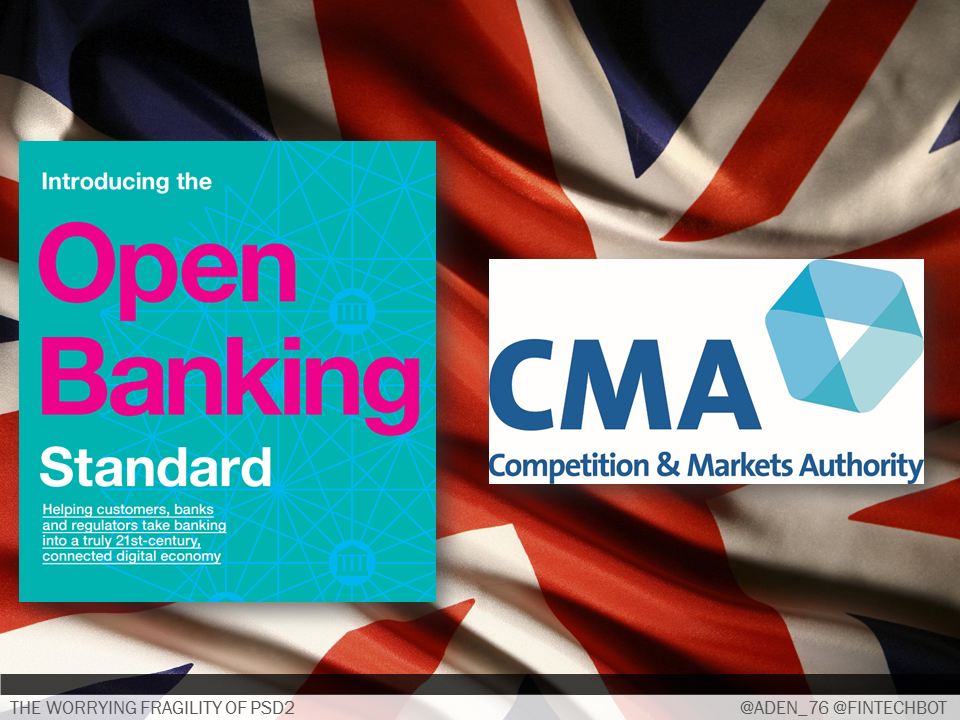 Introducing the
Open
Banking
Standard
Helping customers, banks
and regulators take banking
into a truly 21st-century,
connected digital economy
CMA
Competition & Markets Authority
THE WORRYING FRAGILITY OF PSD2
@ADEN_76 @FINTECHBOT